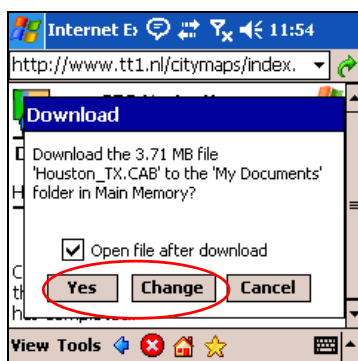 Internet E 11:54
http://www.tt1.nl/citymaps/index.
Download
Download the 3.71 MB file
'Houston_TX.CAB' to the 'My Documents'
folder in Main Memory?
Open file after download
Yes Change Cancel
View Tools